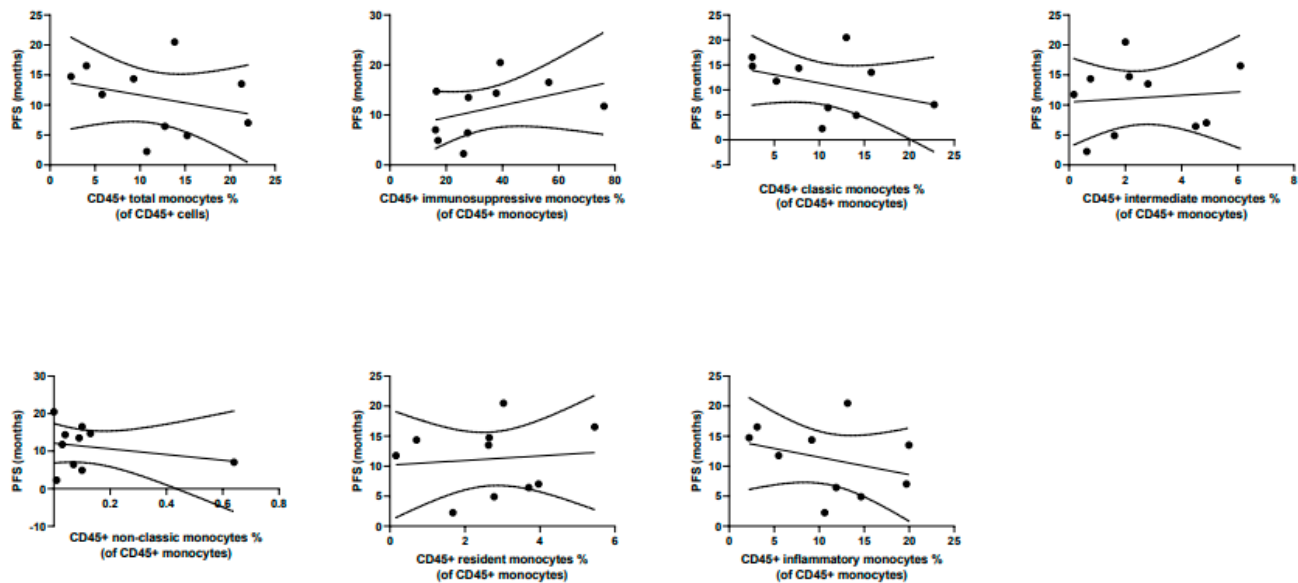 PFS (months)
25
20
15
10
5
0
0 5 10 15 20 25
CD45+ total monocytes %
(of CD45+ cells)
PFS (months)
30
20
10
0
0 20 40 60 80
CD45+ immunosuppressive monocytes %
(of CD45+ monocytes)
PFS (months)
25
20
15
10
5
0
-5
5 10 15 20 25
CD45+ classic monocytes %
(of CD45+ monocytes)
PFS (months)
25
20
15
10
5
0
0 2 4 6 8
CD45+ intermediate monocytes %
(of CD45+ monocytes)
PFS (months)
30
20
10
0
-10
0.2 0.4 0.6 0.8
CD45+ non-classic monocytes %
(of CD45+ monocytes)
PFS (months)
25
20
15
10
5
0
0 2 4 6
CD45+ resident monocytes %
(of CD45+ monocytes)
PFS (months)
25
20
15
10
5
0
0 5 10 15 20 25
CD45+ inflammatory monocytes %
(of CD45+ monocytes)